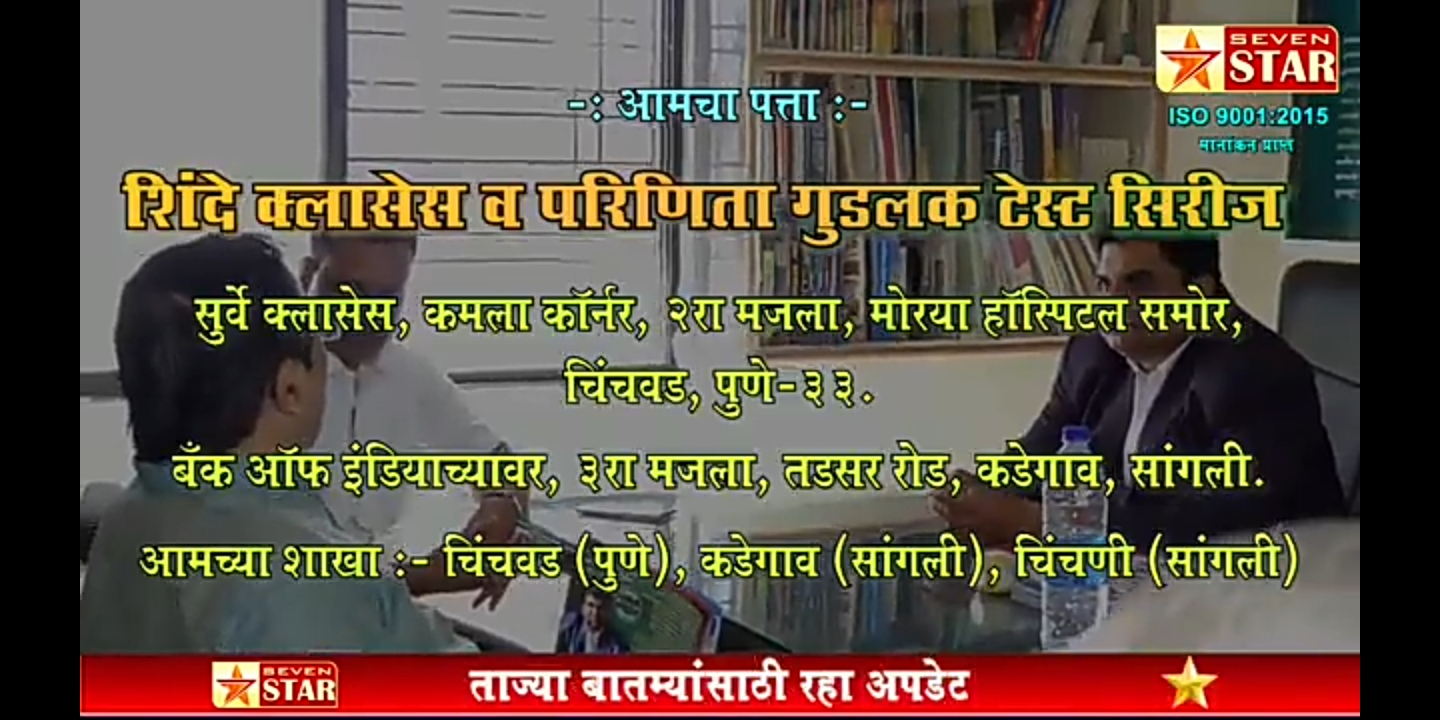 SEVEN
STAR
ISO 9001:2015
मानांकन प्राप्त
-: आमचा पत्ता :-
शिंदे क्लासेस व परिणिता गुडलक टेस्ट सिरीज
सुर्वे क्लासेस, कमला कॉर्नर, २रा मजला, मोरया हॉस्पिटल समोर,
चिंचवड, पुणे-३३.
बँक ऑफ इंडियाच्यावर, ३रा मजला, तडसर रोड, कडेगाव, सांगली.
आमच्या शाखा :- चिंचवड (पुणे), कडेगाव (सांगली), चिंचणी (सांगली)
SEVEN
STAR
ताज्या बातम्यांसाठी रहा अपडेट